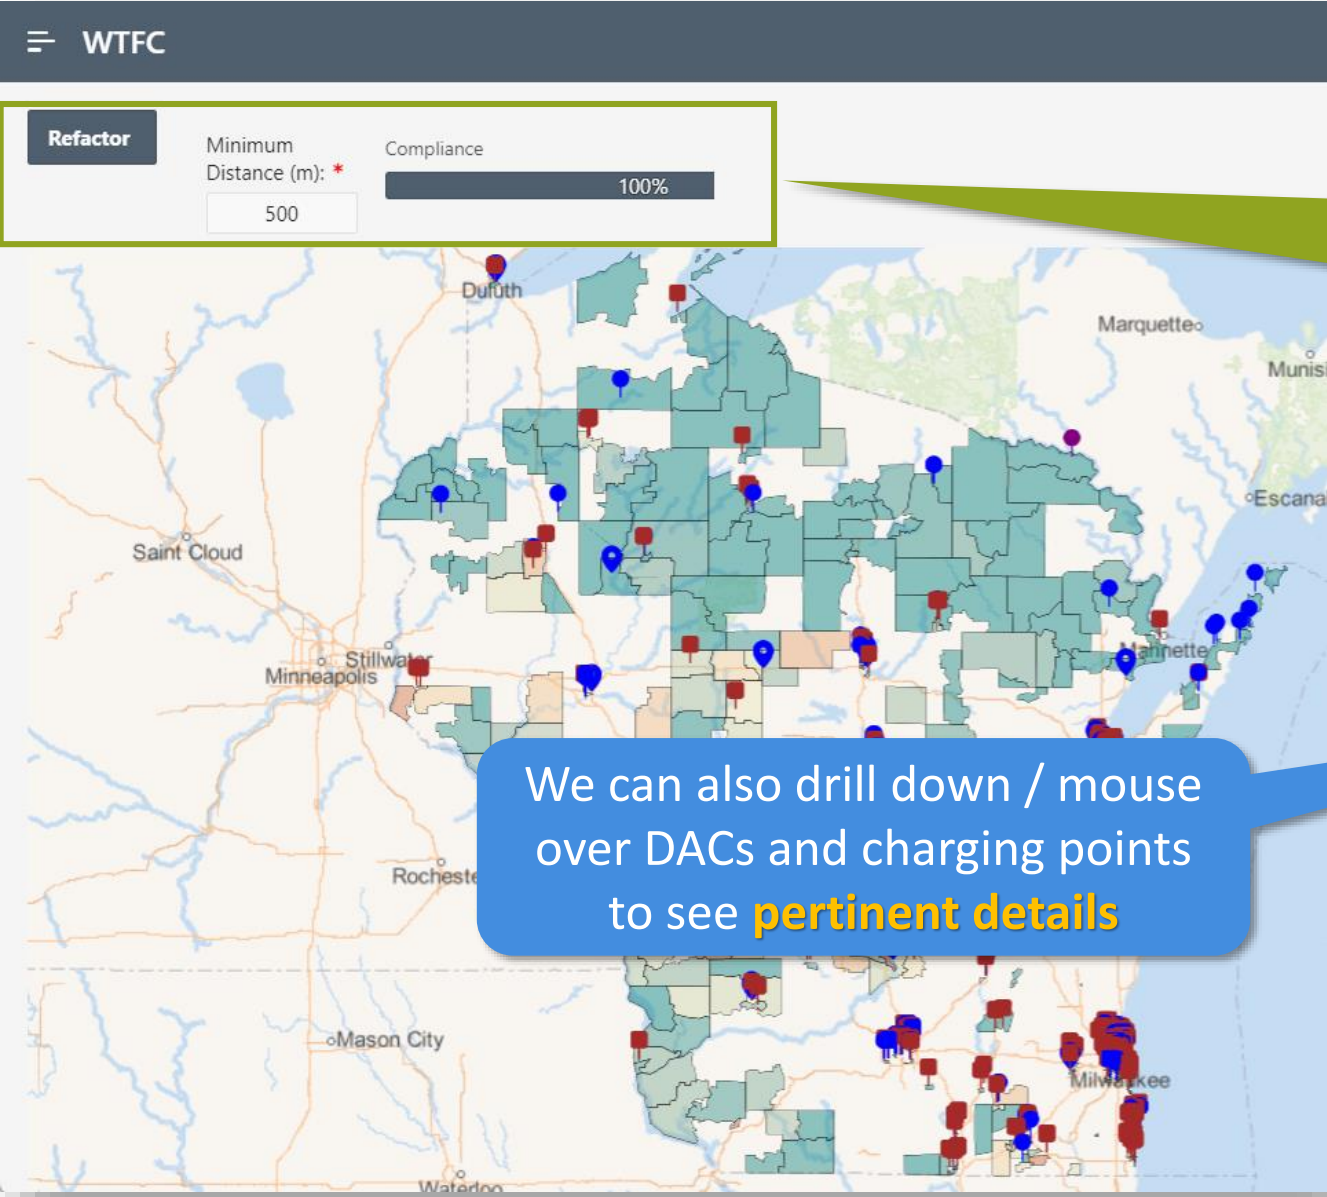 WTFC
Refactor
Minimum
Distance (m): *
Compliance
100%
500
Duluth
Marquette
Munis
Escana
Saint Cloud
Stillwater
Minneapolis
Marinette
We can also drill down / mouse
over DACs and charging points
to see pertinent details
Rocheste
Mason City
Milwaukee
Waterloo